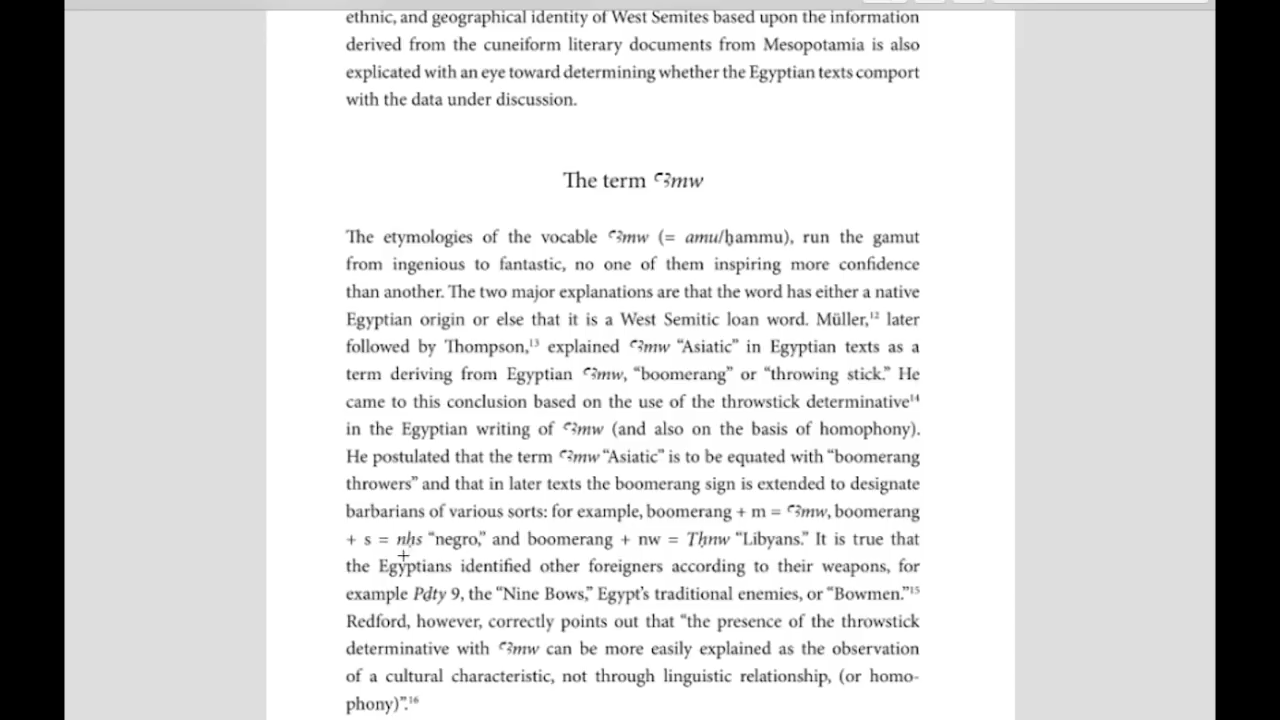 ethnic, and geographical identity of West Semites based upon the information
derived from the cuneiform literary documents from Mesopotamia is also
explicated with an eye toward determining whether the Egyptian texts comport
with the data under discussion.
The term ꜥꜣmw
The etymologies of the vocable ꜥꜣmw (= amu/ḫammu), run the gamut
from ingenious to fantastic, no one of them inspiring more confidence
than another. The two major explanations are that the word has either a native
Egyptian origin or else that it is a West Semitic loan word. Müller,¹² later
followed by Thompson,¹³ explained ꜥꜣmw “Asiatic” in Egyptian texts as a
term deriving from Egyptian ꜥꜣmw, “boomerang” or “throwing stick.” He
came to this conclusion based on the use of the throwstick determinative¹⁴
in the Egyptian writing of ꜥꜣmw (and also on the basis of homophony).
He postulated that the term ꜥꜣmw “Asiatic” is to be equated with “boomerang
throwers” and that in later texts the boomerang sign is extended to designate
barbarians of various sorts: for example, boomerang + m = ꜥꜣmw, boomerang
+ s = nḥs “negro,” and boomerang + nw = Tḥnw “Libyans.” It is true that
the Egyptians identified other foreigners according to their weapons, for
example Pḏty 9, the “Nine Bows,” Egypt’s traditional enemies, or “Bowmen.”¹⁵
Redford, however, correctly points out that “the presence of the throwstick
determinative with ꜥꜣmw can be more easily explained as the observation
of a cultural characteristic, not through linguistic relationship, (or homo-
phony)”.¹⁶